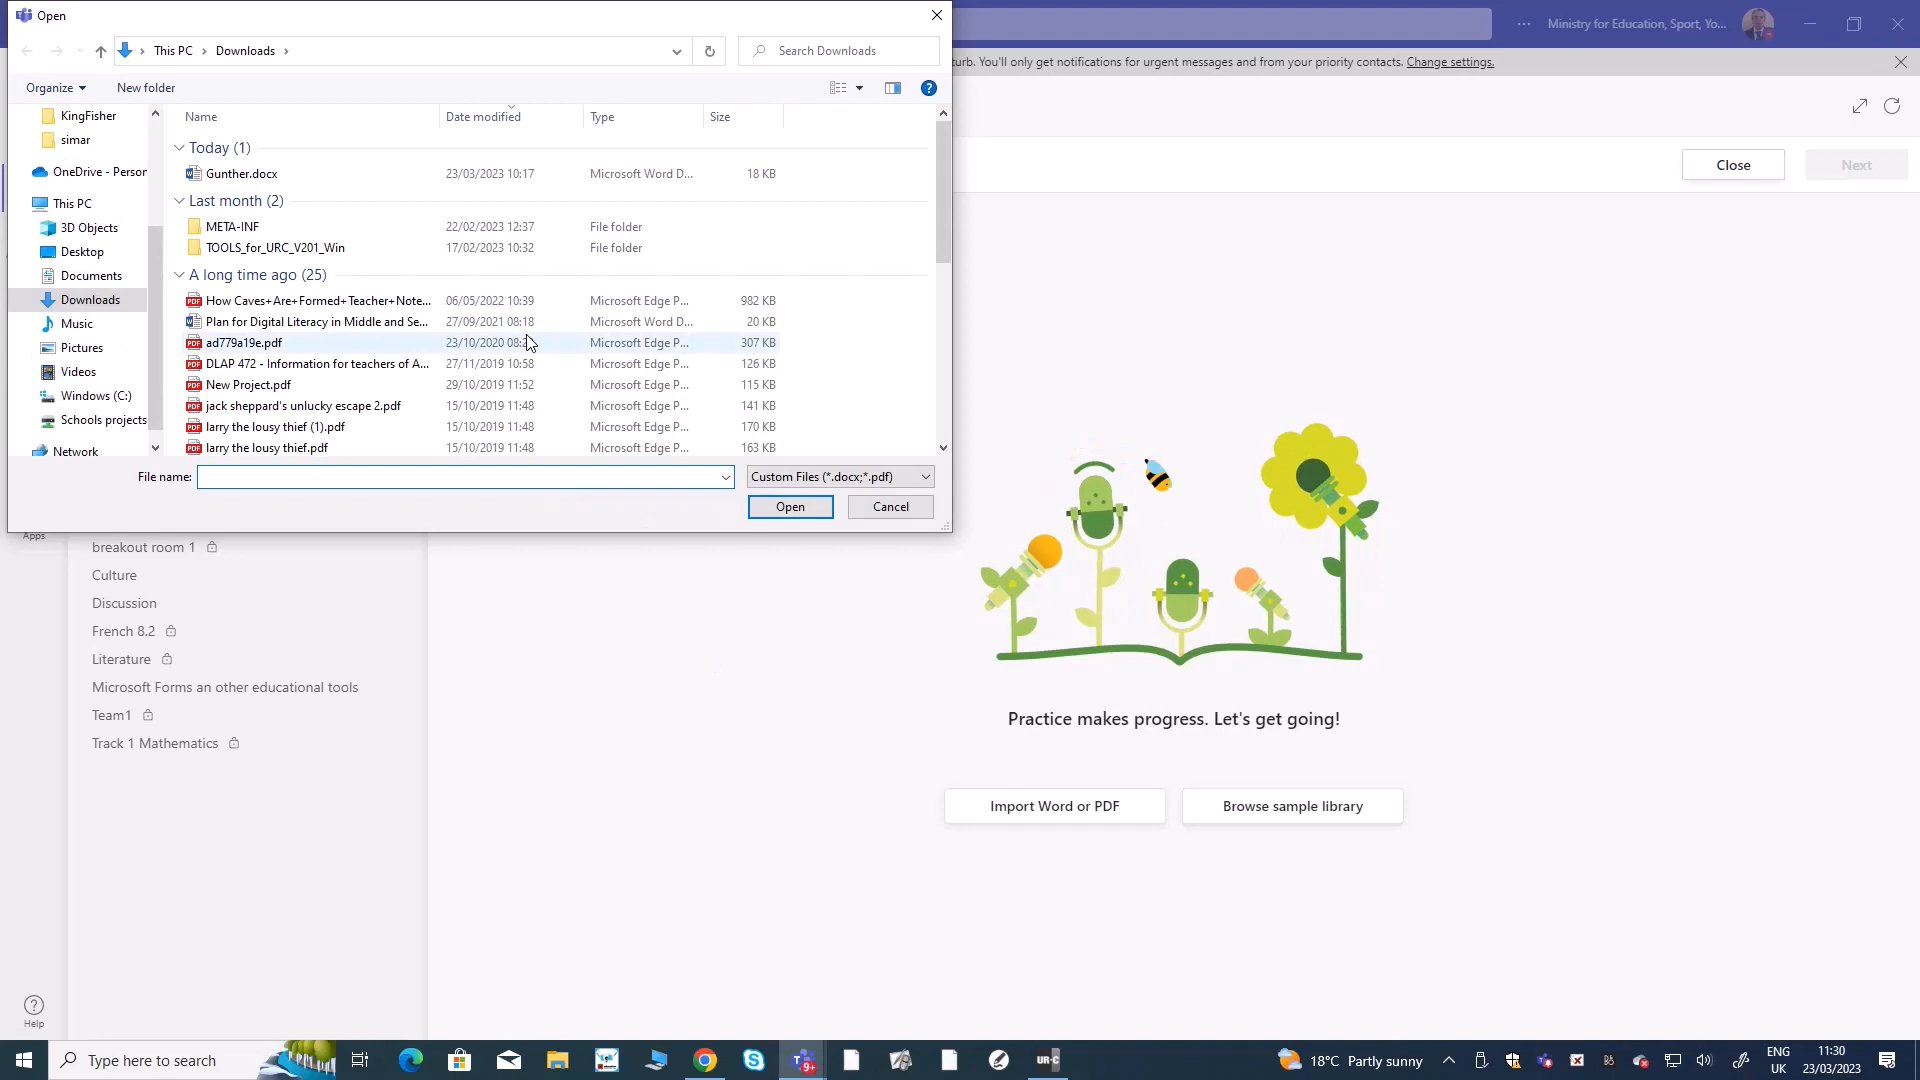 Open
Ministry for Education, Sport, Yo...
This PC
Downloads
Search Downloads
turb. You'll only get notifications for urgent messages and from your priority contacts. Change settings.
Organize
New folder
KingFisher
simar
OneDrive - Person
This PC
3D Objects
Desktop
Documents
Downloads
Music
Pictures
Videos
Windows (C:)
Schools projects
Network
Name Date modified Type Size
Today (1)
Gunther.docx 23/03/2023 10:17 Microsoft Word D... 18 KB
Last month (2)
META-INF 22/02/2023 12:37 File folder
TOOLS_for_URC_V201_Win 17/02/2023 10:32 File folder
A long time ago (25)
How Caves+Are+Formed+Teacher+Note... 06/05/2022 10:39 Microsoft Edge P... 982 KB
Plan for Digital Literacy in Middle and Se... 27/09/2021 08:18 Microsoft Word D... 20 KB
ad779a19e.pdf 23/10/2020 08:2 Microsoft Edge P... 307 KB
DLAP 472 - Information for teachers of A... 27/11/2019 10:58 Microsoft Edge P... 126 KB
New Project.pdf 29/10/2019 11:52 Microsoft Edge P... 115 KB
jack sheppard's unlucky escape 2.pdf 15/10/2019 11:48 Microsoft Edge P... 141 KB
larry the lousy thief (1).pdf 15/10/2019 11:48 Microsoft Edge P... 170 KB
larry the lousy thief.pdf 15/10/2019 11:48 Microsoft Edge P... 163 KB
File name:
Custom Files (*.docx;*.pdf)
Open
Cancel
Close
Next
Apps
breakout room 1
Culture
Discussion
French 8.2
Literature
Microsoft Forms an other educational tools
Team1
Track 1 Mathematics
Help
Practice makes progress. Let's get going!
Import Word or PDF
Browse sample library
Type here to search
9+
UR-C
18°C Partly sunny
ENG
UK
11:30
23/03/2023